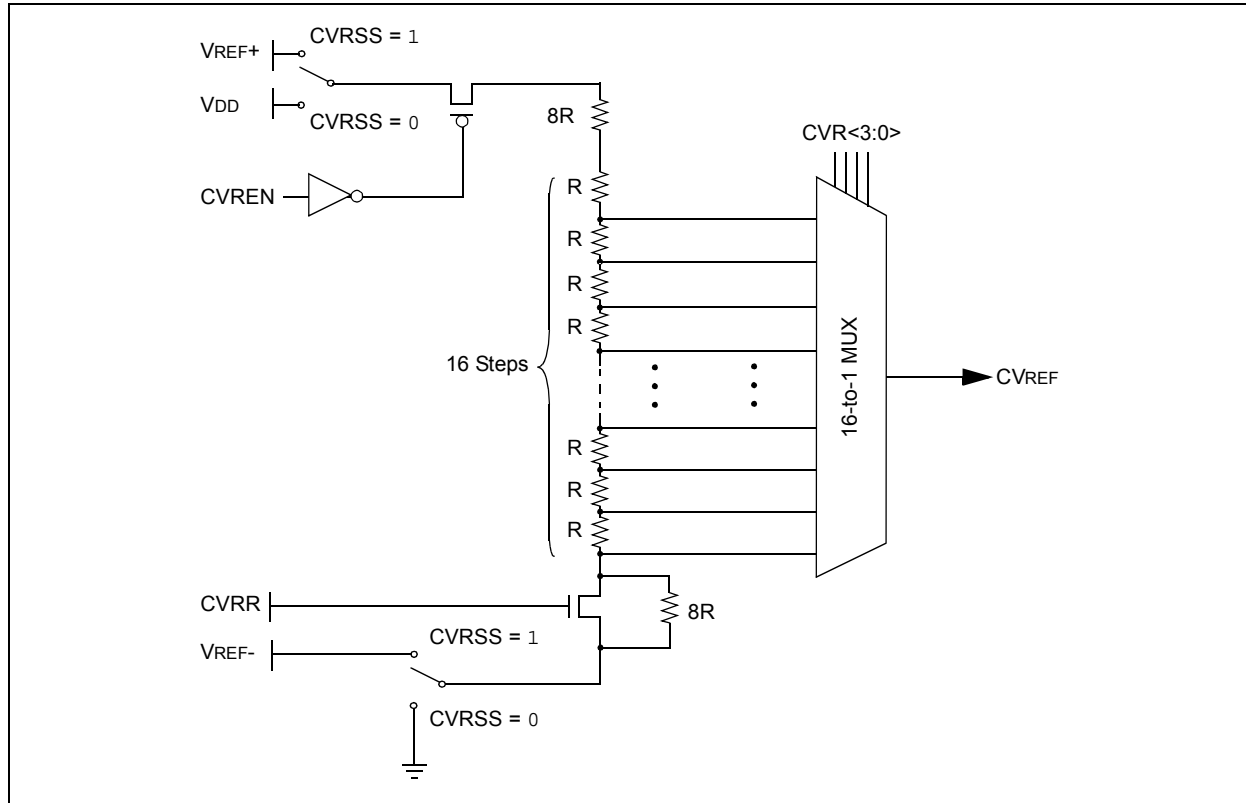 CVRSS = 1
VREF+
VDD
CVRSS = 0
8R
CVREN
CVR<3:0>
R
R
R
R
16 Steps
16-to-1 MUX
CVREF
R
R
R
CVRR
8R
CVRSS = 1
VREF-
CVRSS = 0